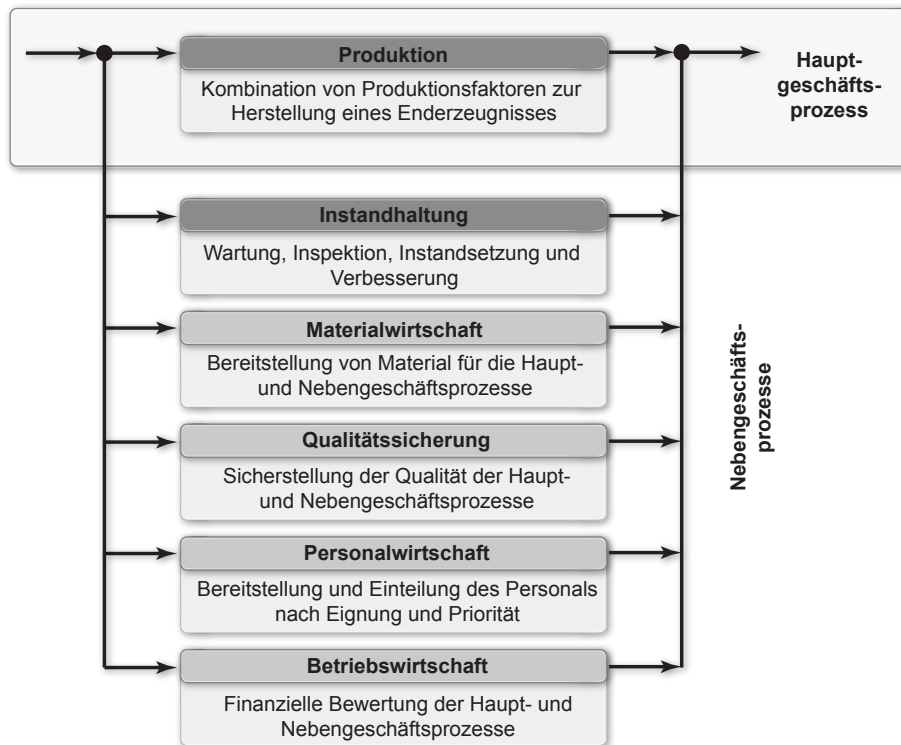 Produktion
Kombination von Produktionsfaktoren zur
Herstellung eines Enderzeugnisses
Haupt-
geschäfts-
prozess
Instandhaltung
Wartung, Inspektion, Instandsetzung und
Verbesserung
Materialwirtschaft
Bereitstellung von Material für die Haupt-
und Nebengeschäftsprozesse
Qualitätssicherung
Sicherstellung der Qualität der Haupt-
und Nebengeschäftsprozesse
Personalwirtschaft
Bereitstellung und Einteilung des Personals
nach Eignung und Priorität
Betriebswirtschaft
Finanzielle Bewertung der Haupt- und
Nebengeschäftsprozesse
Nebengeschäfts-
prozesse